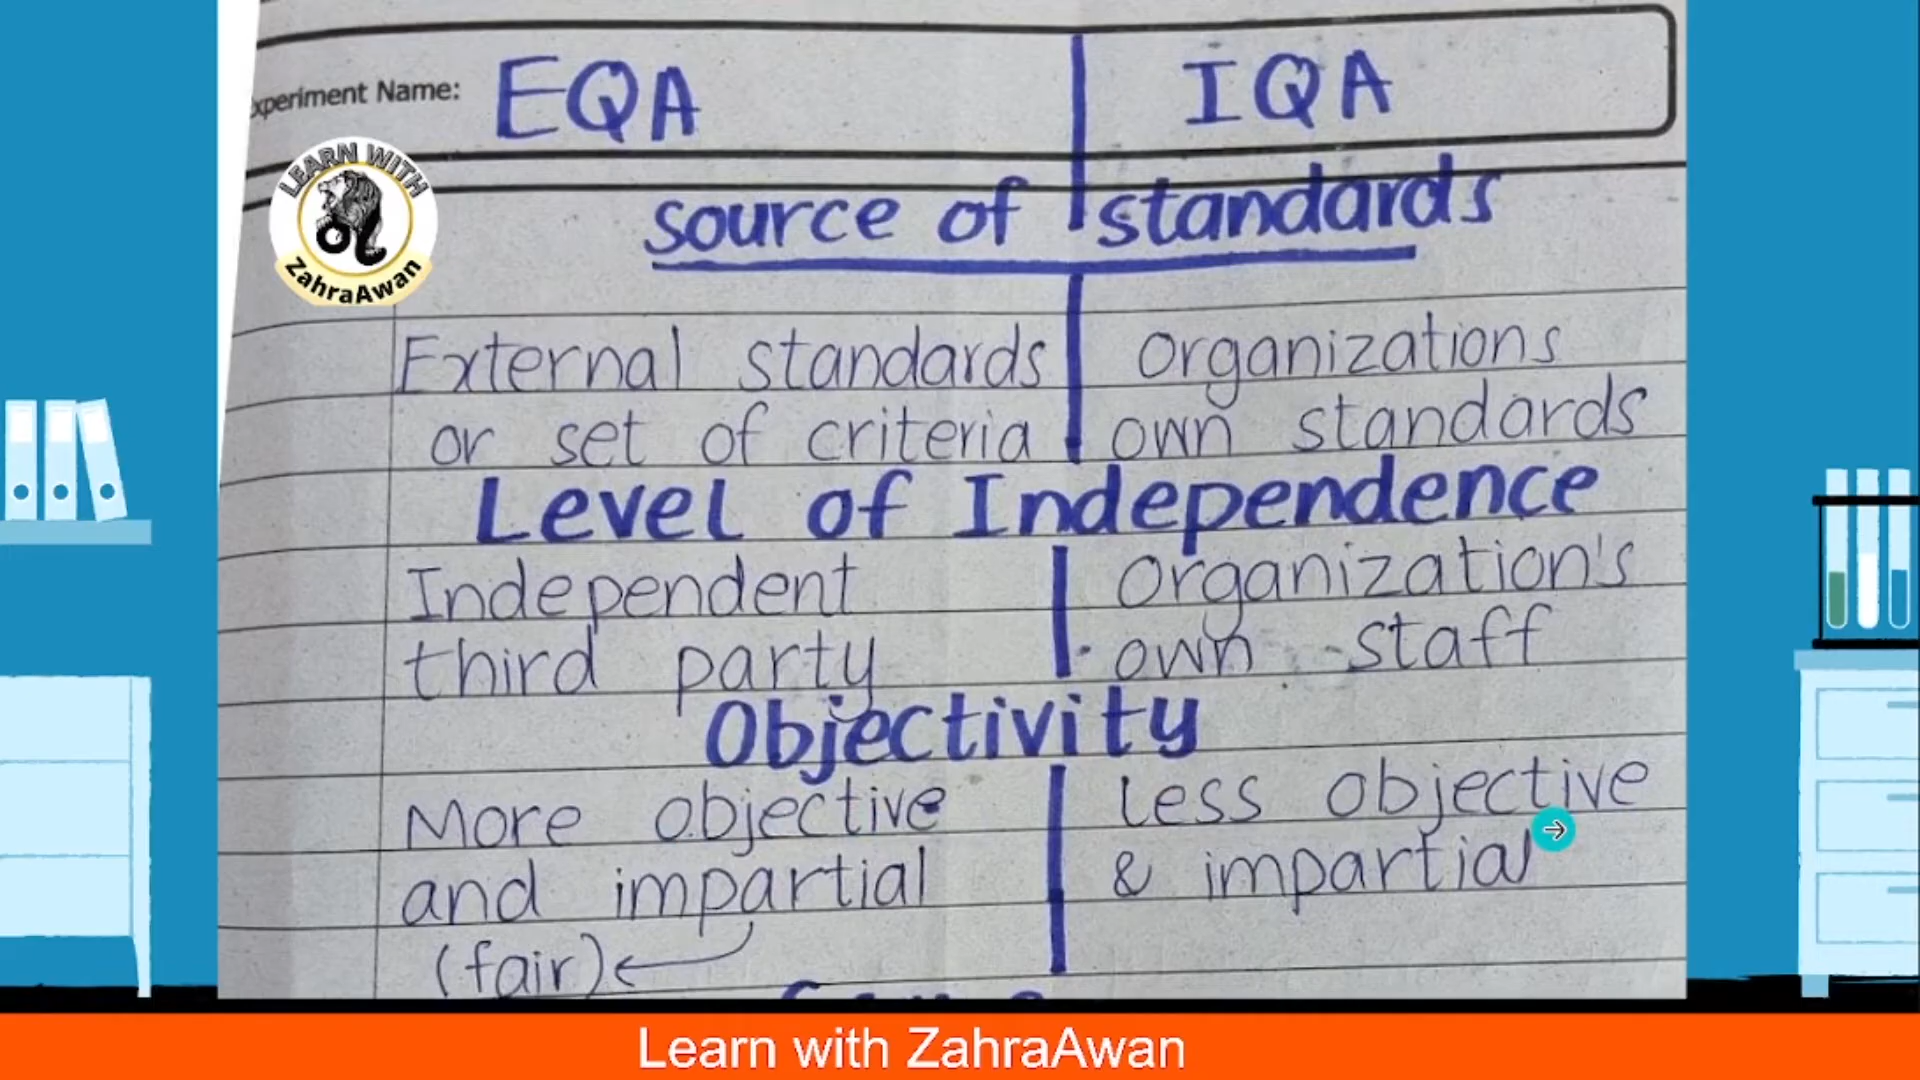 Experiment Name: EQA IQA
LEARN WITH
ZahraAwan
Source of standards
External standards Organizations
or set of criteria own standards
Level of Independence
Independent Organization's
third party own staff
Objectivity
More objective Less objective
and impartial & impartial
(fair)
Learn with ZahraAwan